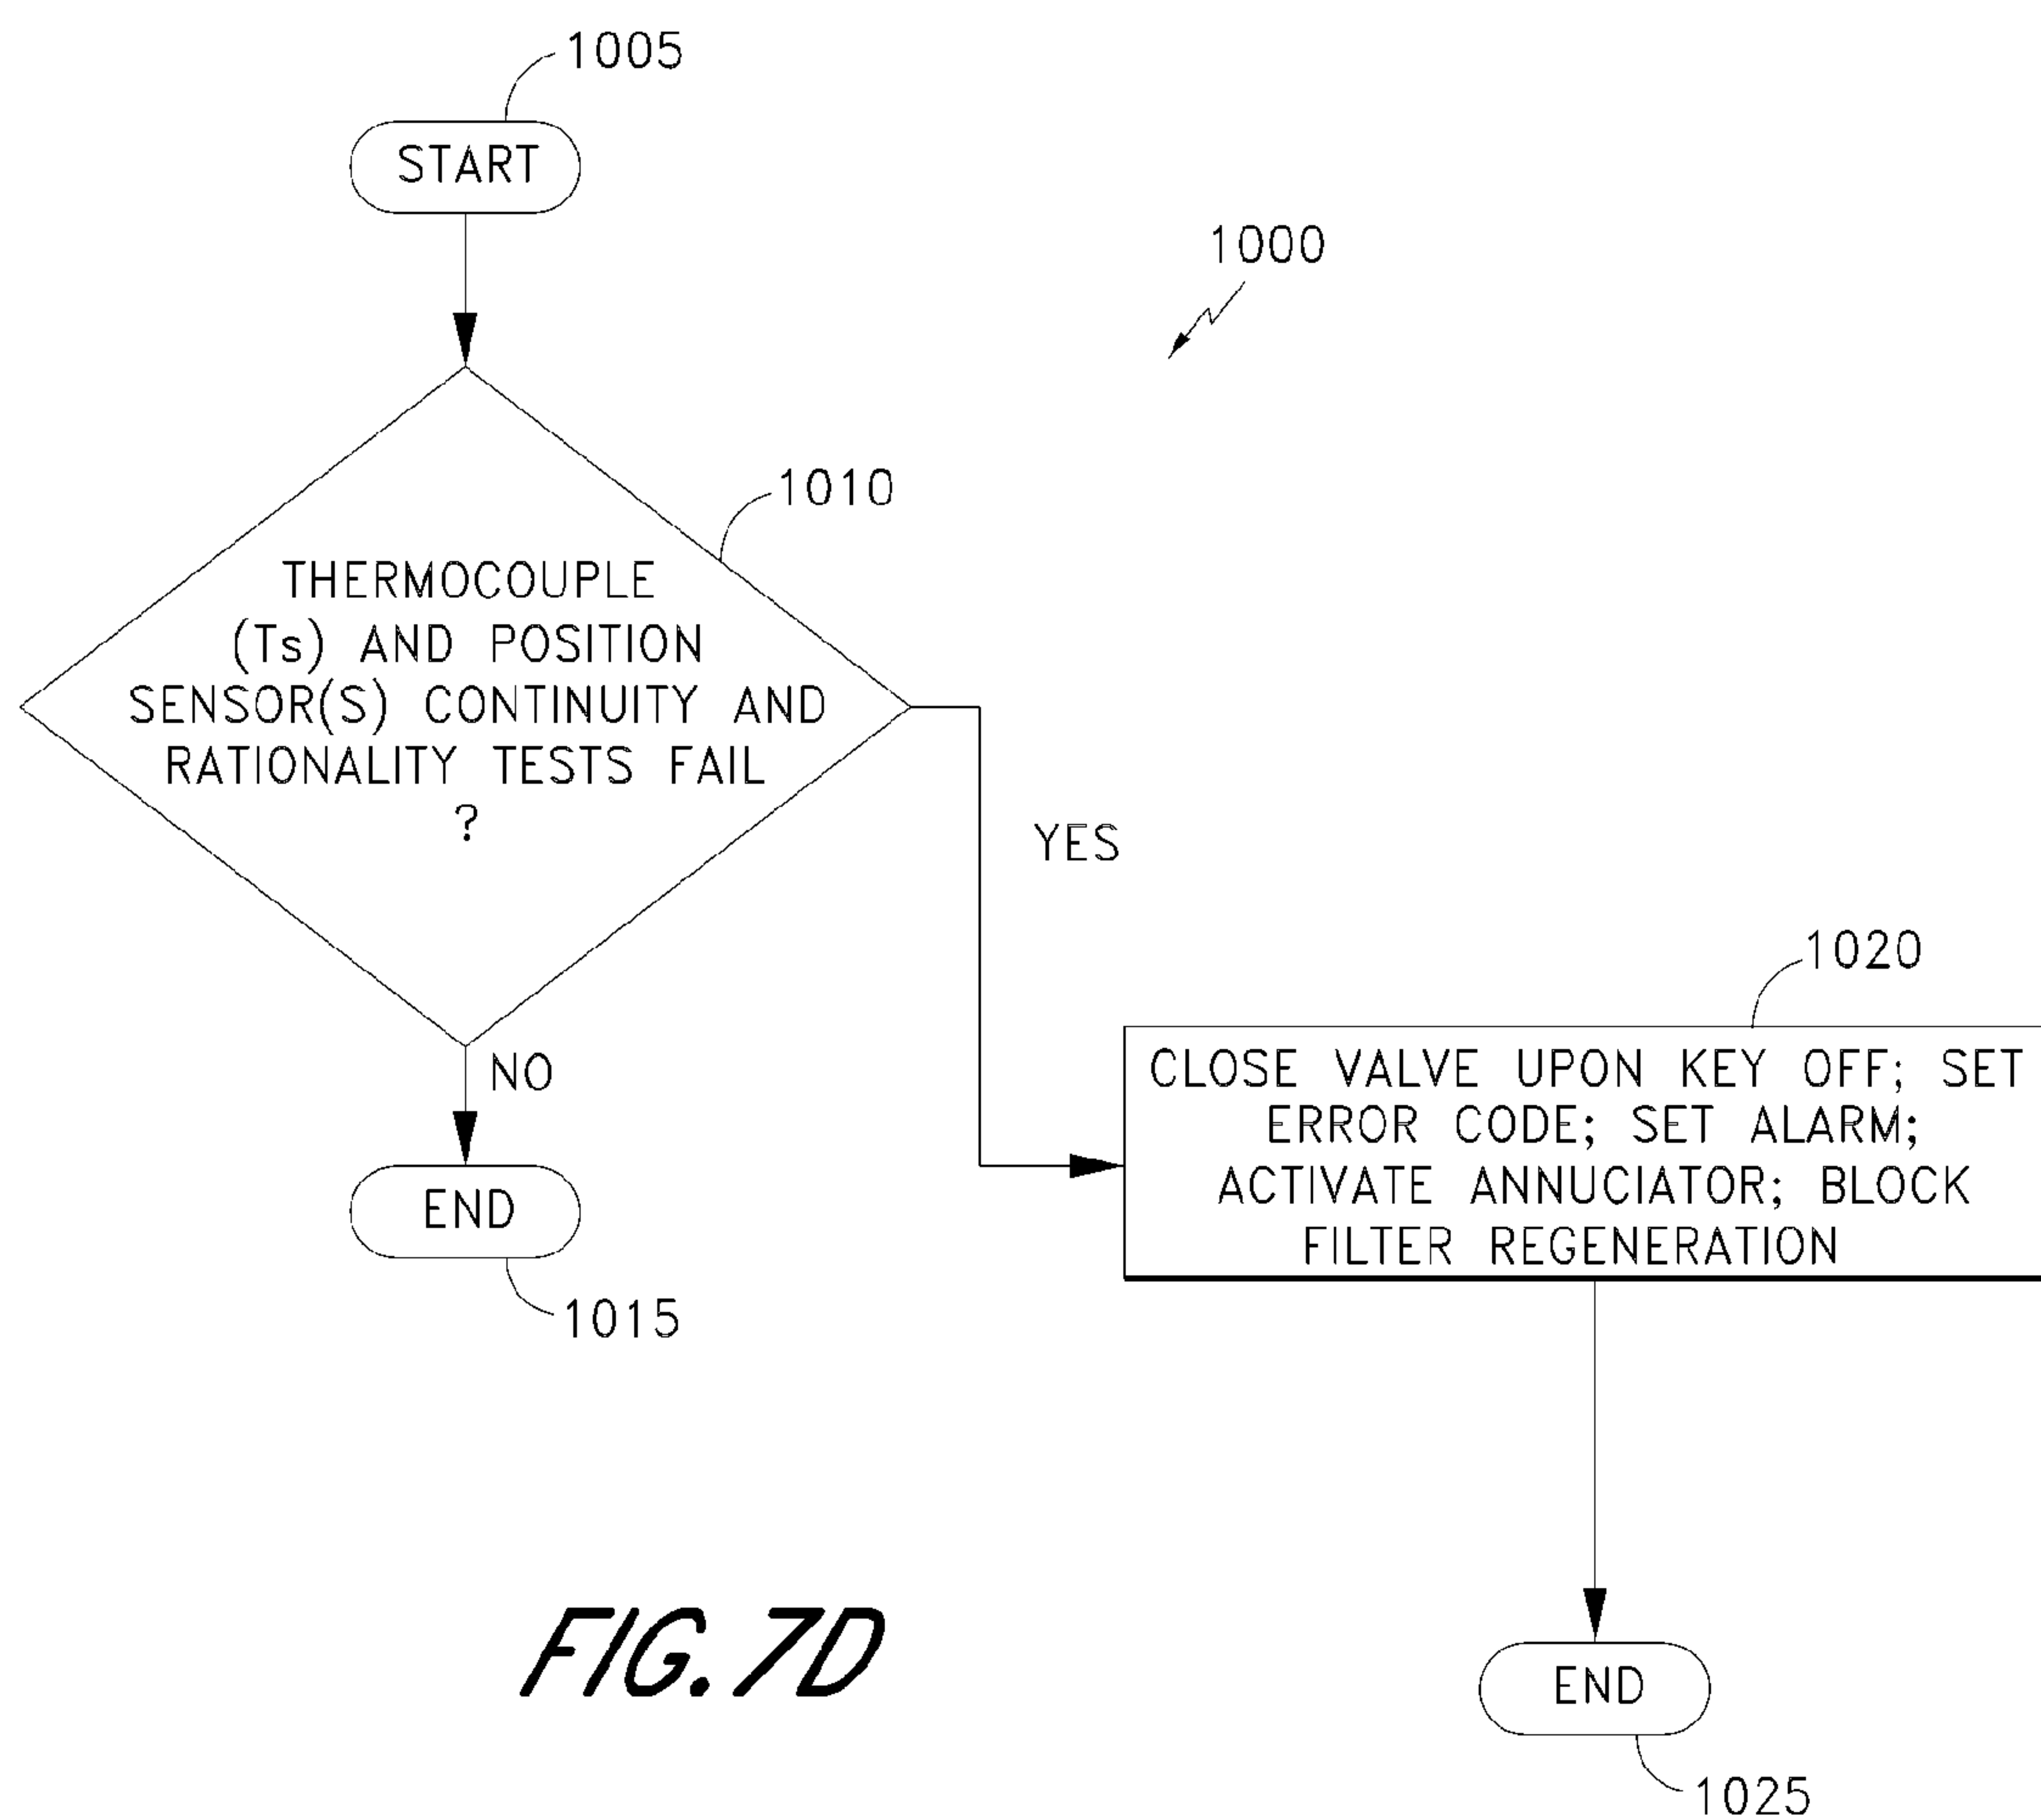 1005
START
1000
1010
THERMOCOUPLE
(Ts) AND POSITION
SENSOR(S) CONTINUITY AND
RATIONALITY TESTS FAIL
?
YES
NO
END
1015
1020
CLOSE VALVE UPON KEY OFF; SET
ERROR CODE; SET ALARM;
ACTIVATE ANNUCIATOR; BLOCK
FILTER REGENERATION
END
1025
FIG. 7D